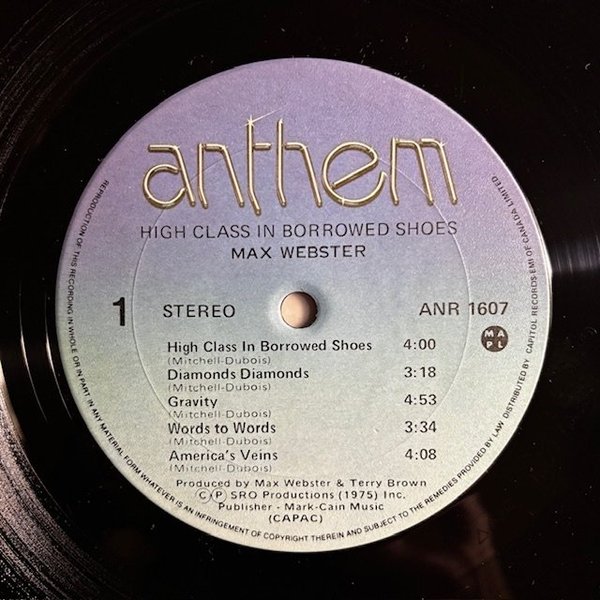 anthem
HIGH CLASS IN BORROWED SHOES
MAX WEBSTER
1 STEREO ANR 1607
MAPL
High Class In Borrowed Shoes 4:00
(Mitchell-Dubois)
Diamonds Diamonds 3:18
(Mitchell-Dubois)
Gravity 4:53
(Mitchell-Dubois)
Words to Words 3:34
(Mitchell-Dubois)
America's Veins 4:08
(Mitchell-Dubois)
Produced by Max Webster & Terry Brown
Ⓒ Ⓟ SRO Productions (1975) Inc.
Publisher - Mark-Cain Music
(CAPAC)
REPRODUCTION OF THIS RECORDING IN WHOLE OR IN PART IN ANY MATERIAL FORM WHATEVER IS AN INFRINGEMENT OF COPYRIGHT THEREIN AND SUBJECT TO THE REMEDIES PROVIDED BY LAW. DISTRIBUTED BY CAPITOL RECORDS-EMI OF CANADA LIMITED